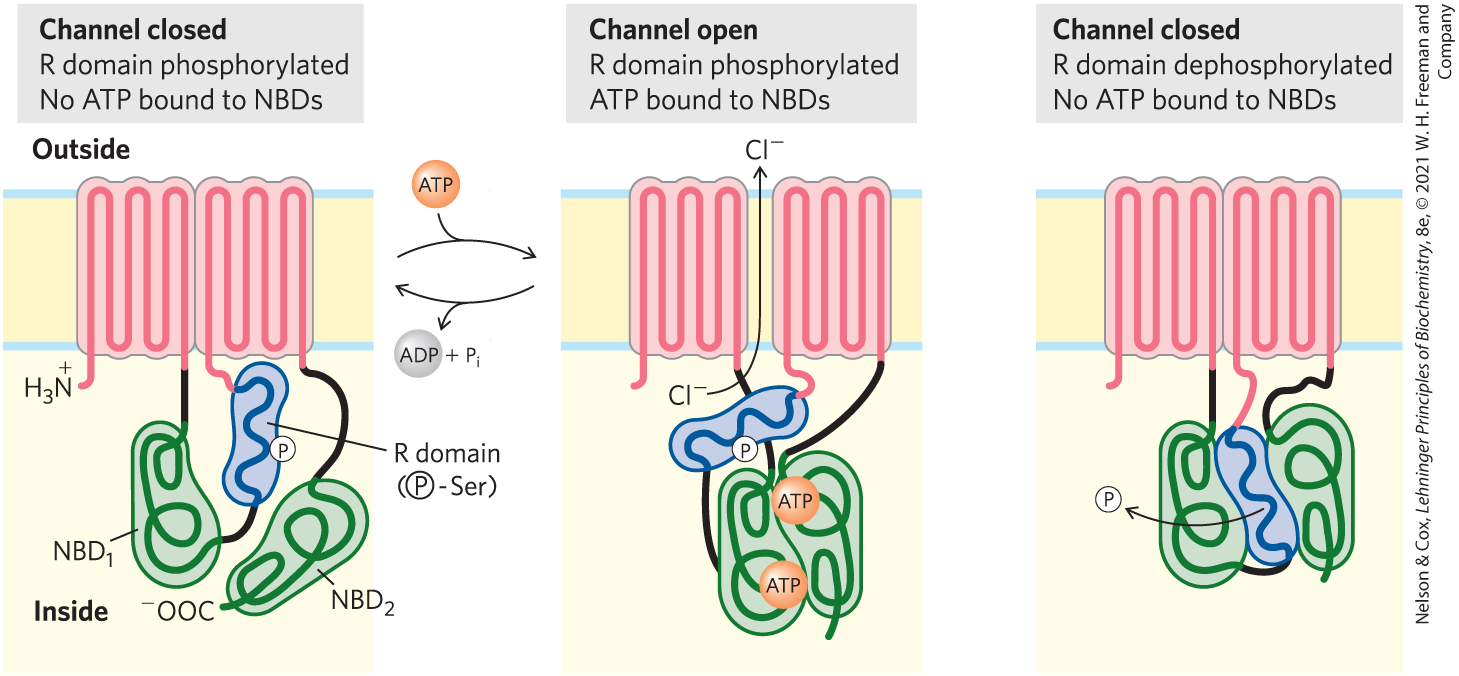 Channel closed
R domain phosphorylated
No ATP bound to NBDs
Channel open
R domain phosphorylated
ATP bound to NBDs
Channel closed
R domain dephosphorylated
No ATP bound to NBDs
Outside
ATP
ADP + Pᵢ
H₃N⁺
R domain
(Ⓟ-Ser)
P
NBD₁
NBD₂
Inside
⁻OOC
Cl⁻
Cl⁻
P
ATP
ATP
P
Nelson & Cox, Lehninger Principles of Biochemistry, 8e, © 2021 W. H. Freeman and
Company